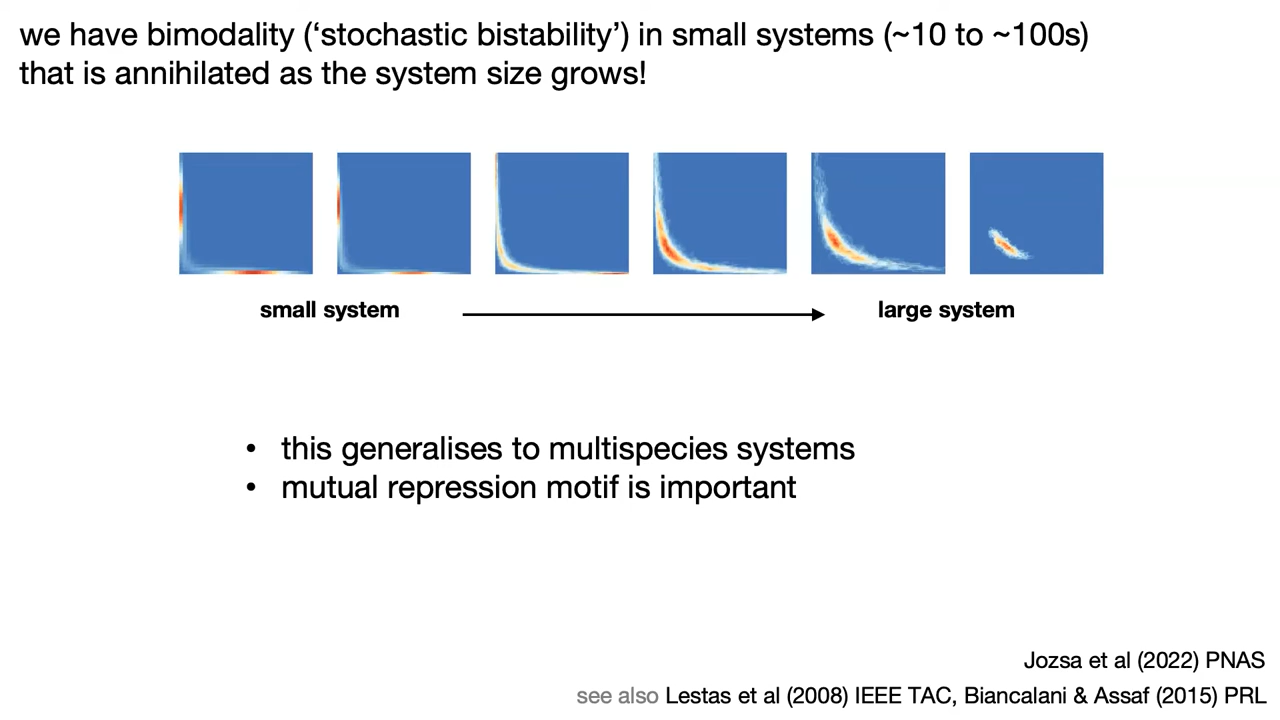 we have bimodality (‘stochastic bistability’) in small systems (~10 to ~100s)
that is annihilated as the system size grows!
small system
large system
• this generalises to multispecies systems
• mutual repression motif is important
Jozsa et al (2022) PNAS
see also Lestas et al (2008) IEEE TAC, Biancalani & Assaf (2015) PRL